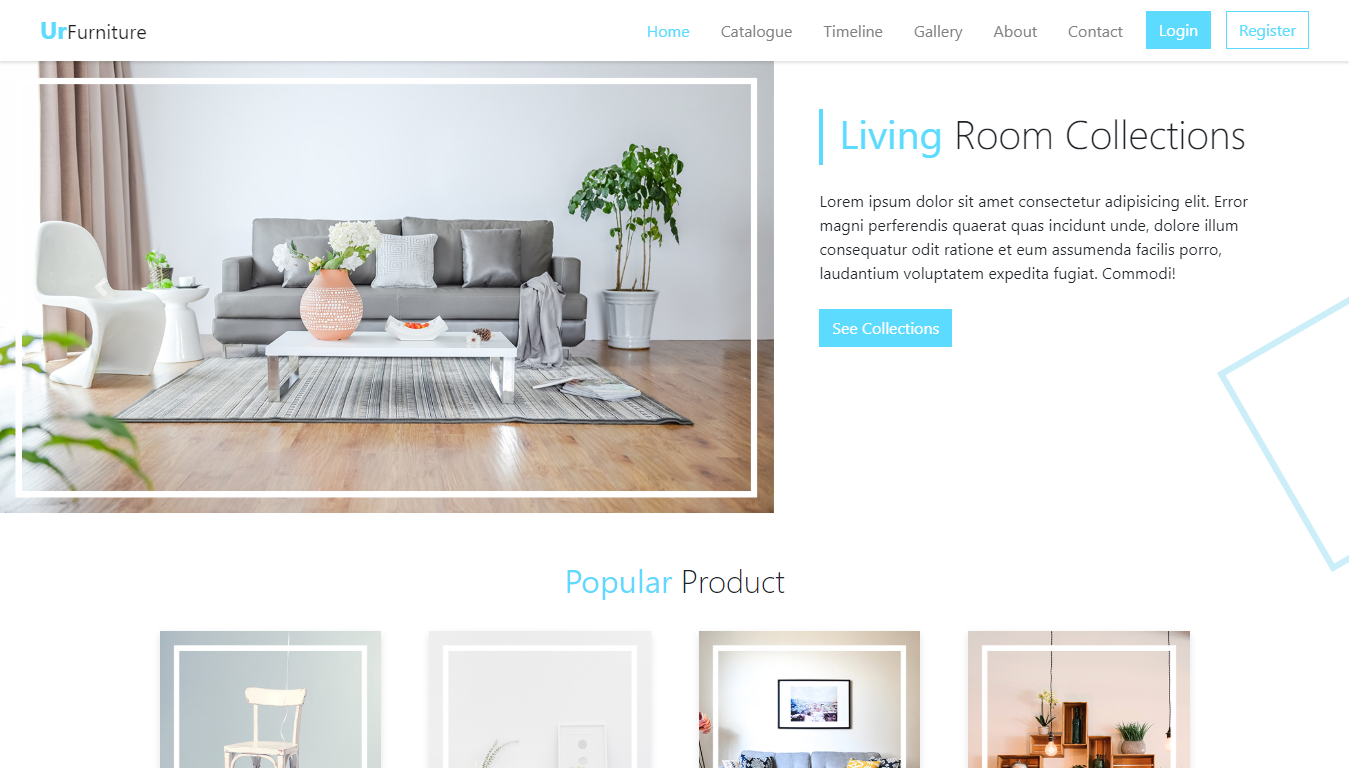 UrFurniture
Home Catalogue Timeline Gallery About Contact Login Register
Living Room Collections
Lorem ipsum dolor sit amet consectetur adipisicing elit. Error
magni perferendis quaerat quas incidunt unde, dolore illum
consequatur odit ratione et eum assumenda facilis porro,
laudantium voluptatem expedita fugiat. Commodi!
See Collections
Popular Product